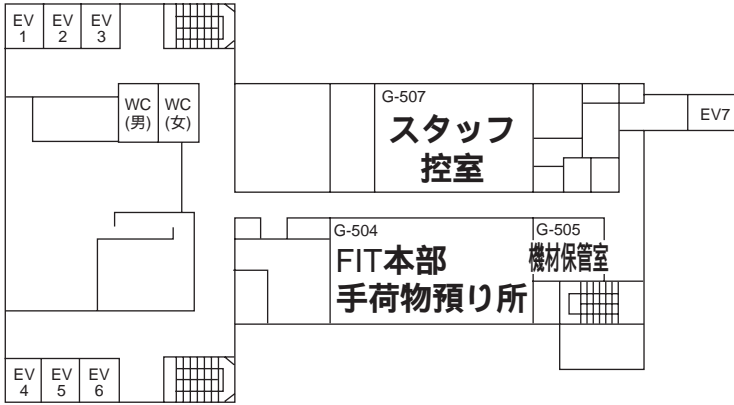 EV
1
EV
2
EV
3
WC
(男)
WC
(女)
G-507
スタッフ
控室
EV7
G-504
FIT本部
手荷物預り所
G-505
機材保管室
EV
4
EV
5
EV
6